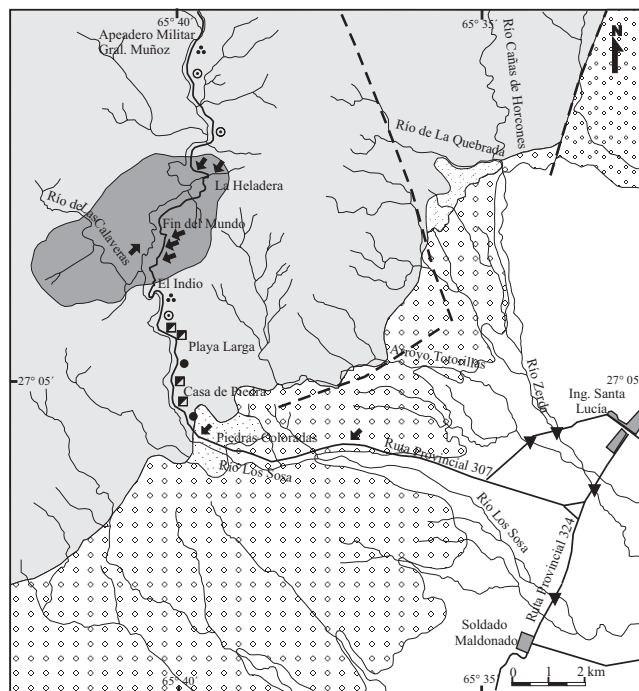 65° 40´
65° 35´
Apeadero Militar
Gral. Muñoz
N
Río Cañas de Horcones
Río de La Quebrada
La Heladera
Río de Las Calaveras
Fin del Mundo
El Indio
Playa Larga
Arroyo Totorillas
27° 05´
27° 05´
Casa de Piedra
Río Zerda
Ing. Santa
Lucía
Piedras Coloradas
Ruta Provincial 307
Río Los Sosa
Río Los Sosa
Ruta Provincial 324
Soldado
Maldonado
65° 40´
65° 35´
0 1 2 km